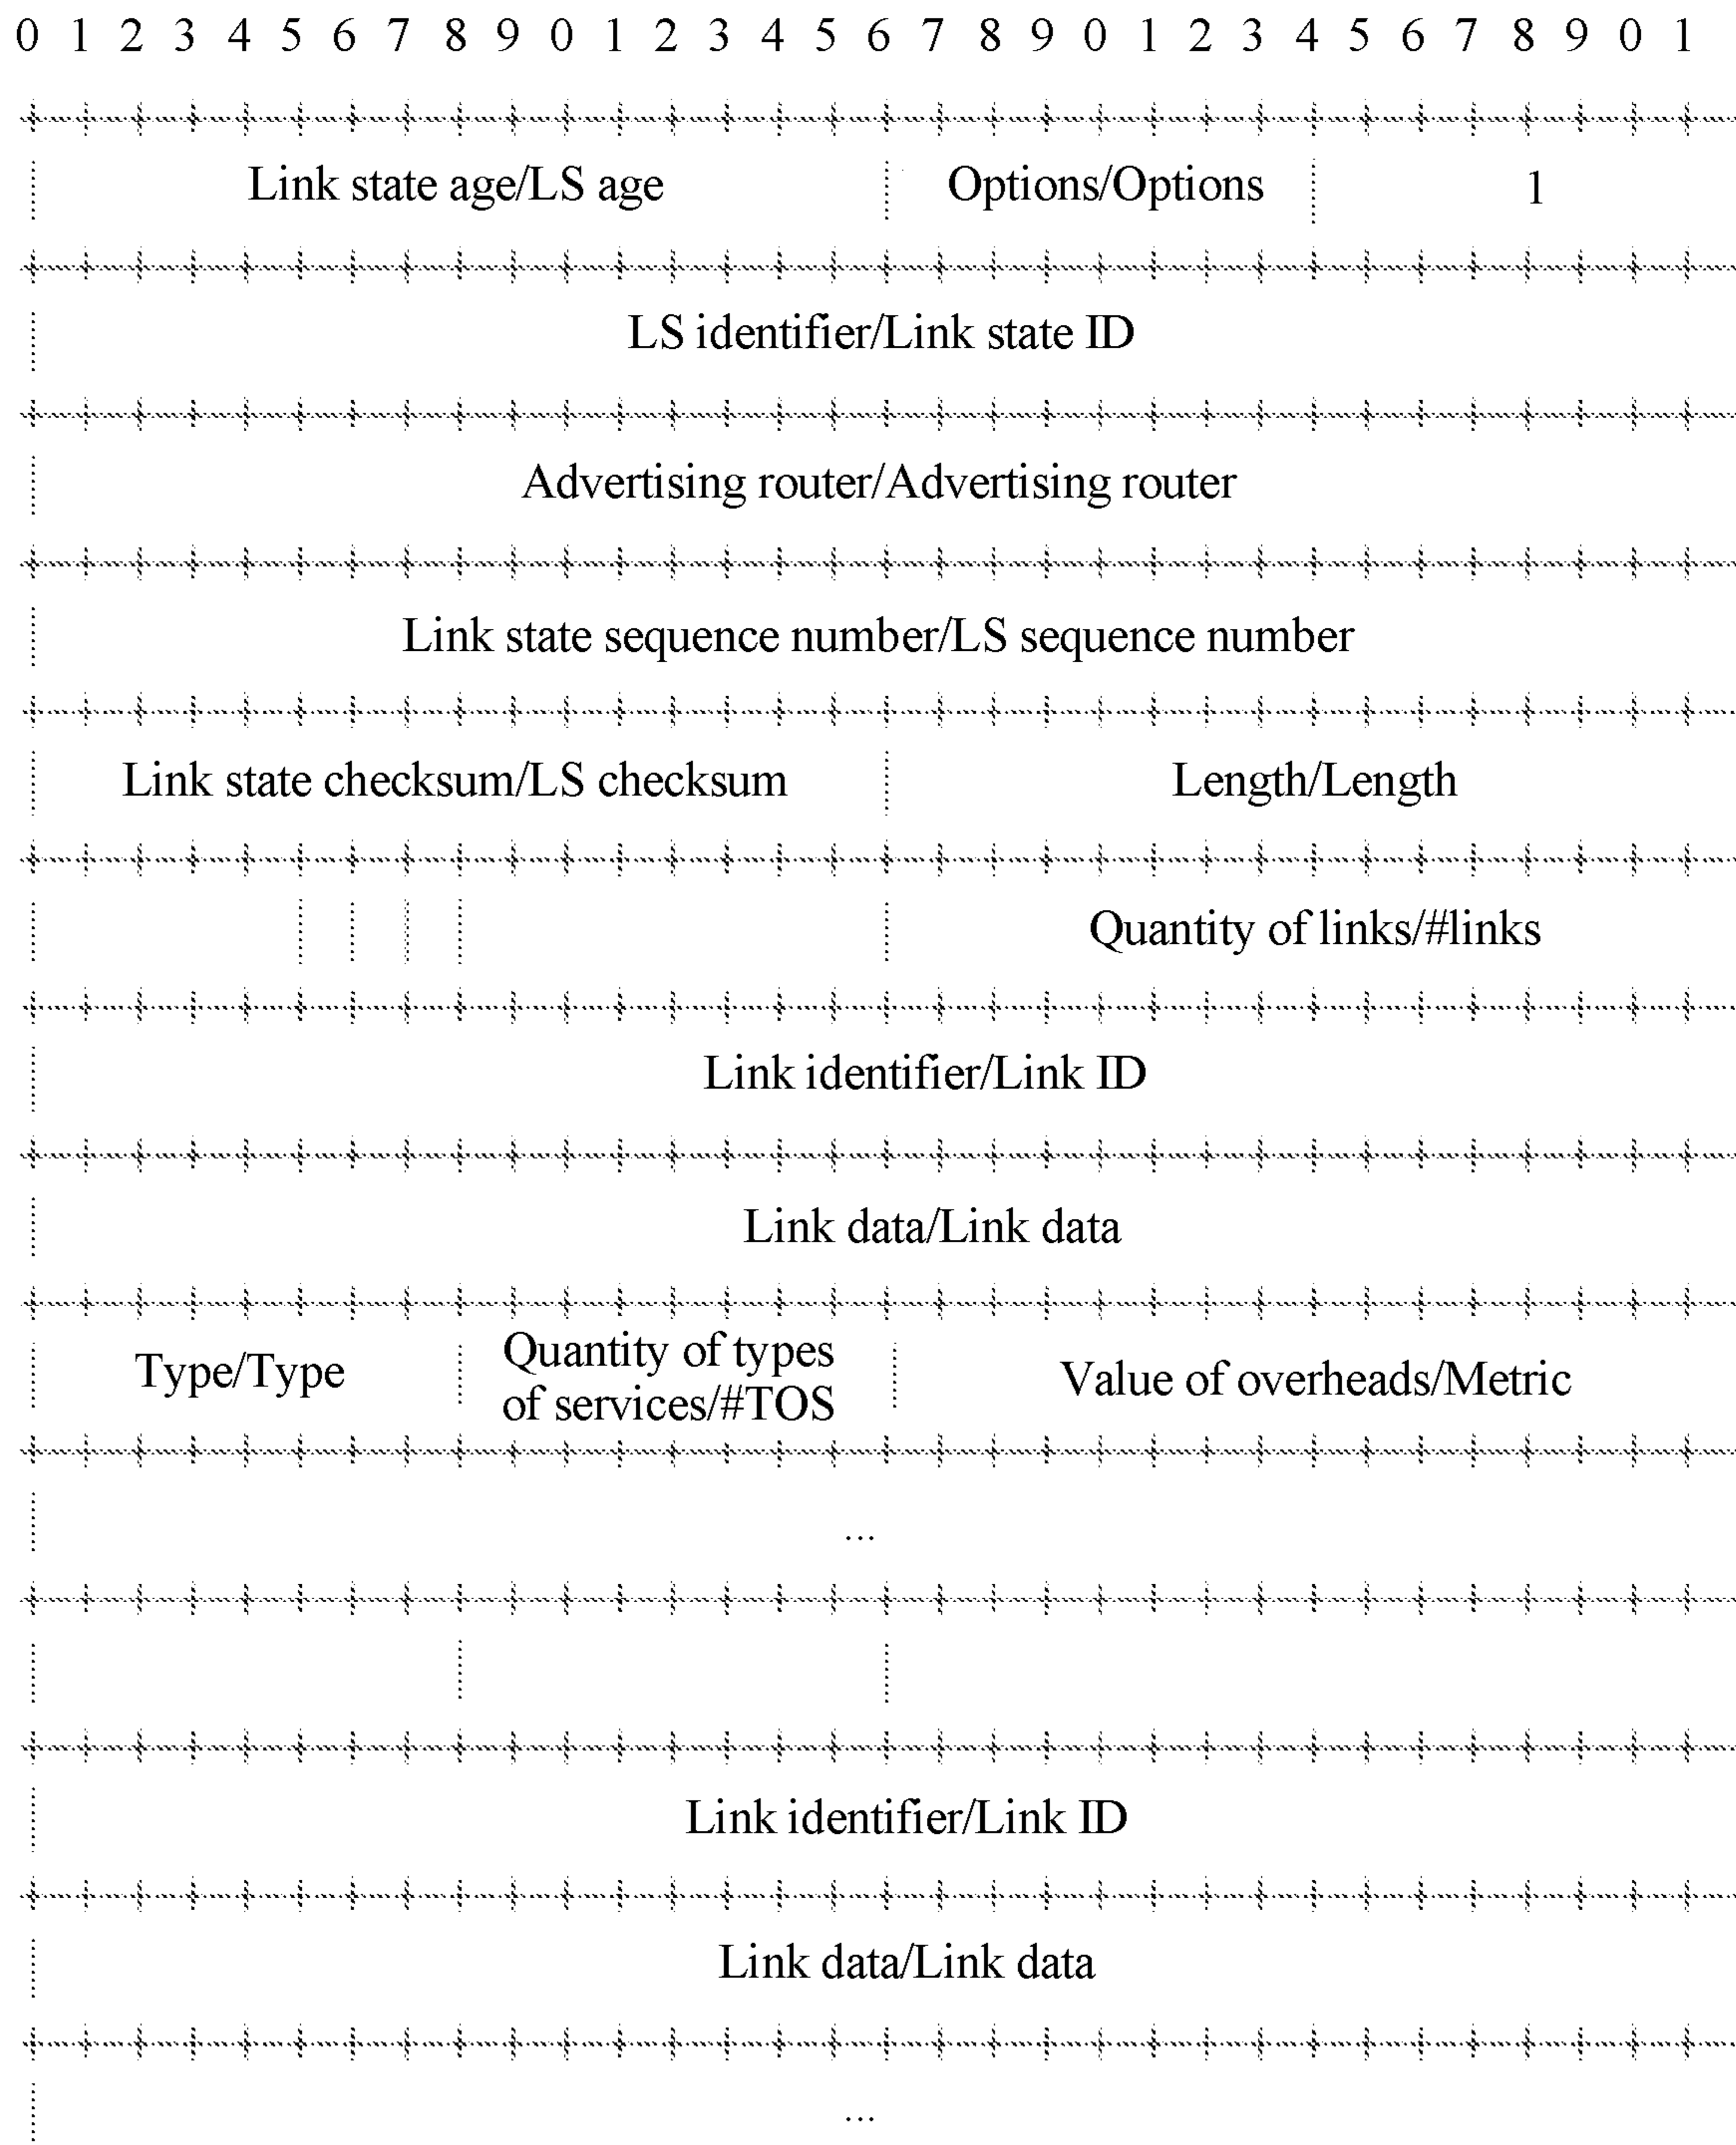 0 1 2 3 4 5 6 7 8 9 0 1 2 3 4 5 6 7 8 9 0 1 2 3 4 5 6 7 8 9 0 1
Link state age/LS age Options/Options 1
LS identifier/Link state ID
Advertising router/Advertising router
Link state sequence number/LS sequence number
Link state checksum/LS checksum Length/Length
Quantity of links/#links
Link identifier/Link ID
Link data/Link data
Type/Type Quantity of types of services/#TOS Value of overheads/Metric
...
Link identifier/Link ID
Link data/Link data
...